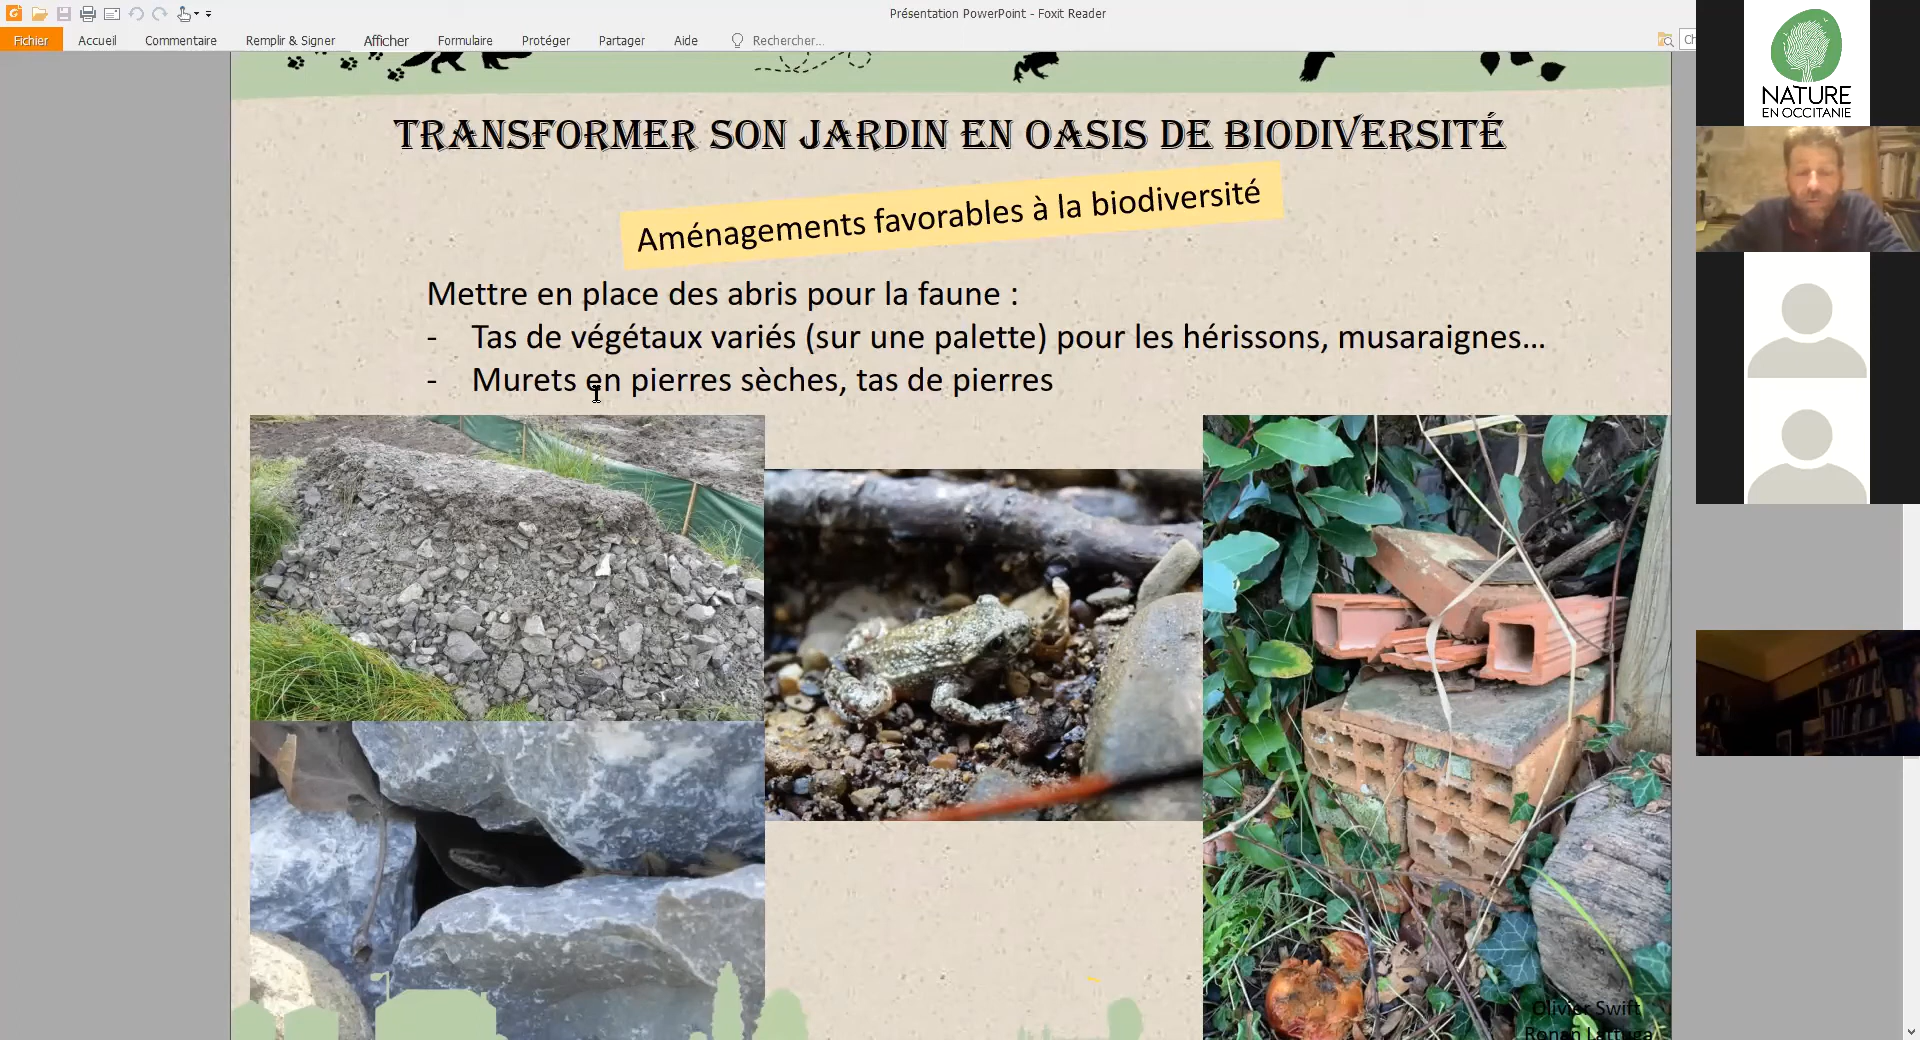 Présentation PowerPoint - Foxit Reader
Fichier Accueil Commentaire Remplir & Signer Afficher Formulaire Protéger Partager Aide Rechercher...
Ch
NATURE
EN OCCITANIE
TRANSFORMER SON JARDIN EN OASIS DE BIODIVERSITÉ
Aménagements favorables à la biodiversité
Mettre en place des abris pour la faune :
- Tas de végétaux variés (sur une palette) pour les hérissons, musaraignes...
- Murets en pierres sèches, tas de pierres
Olivier Swift
Ronan Lattuga